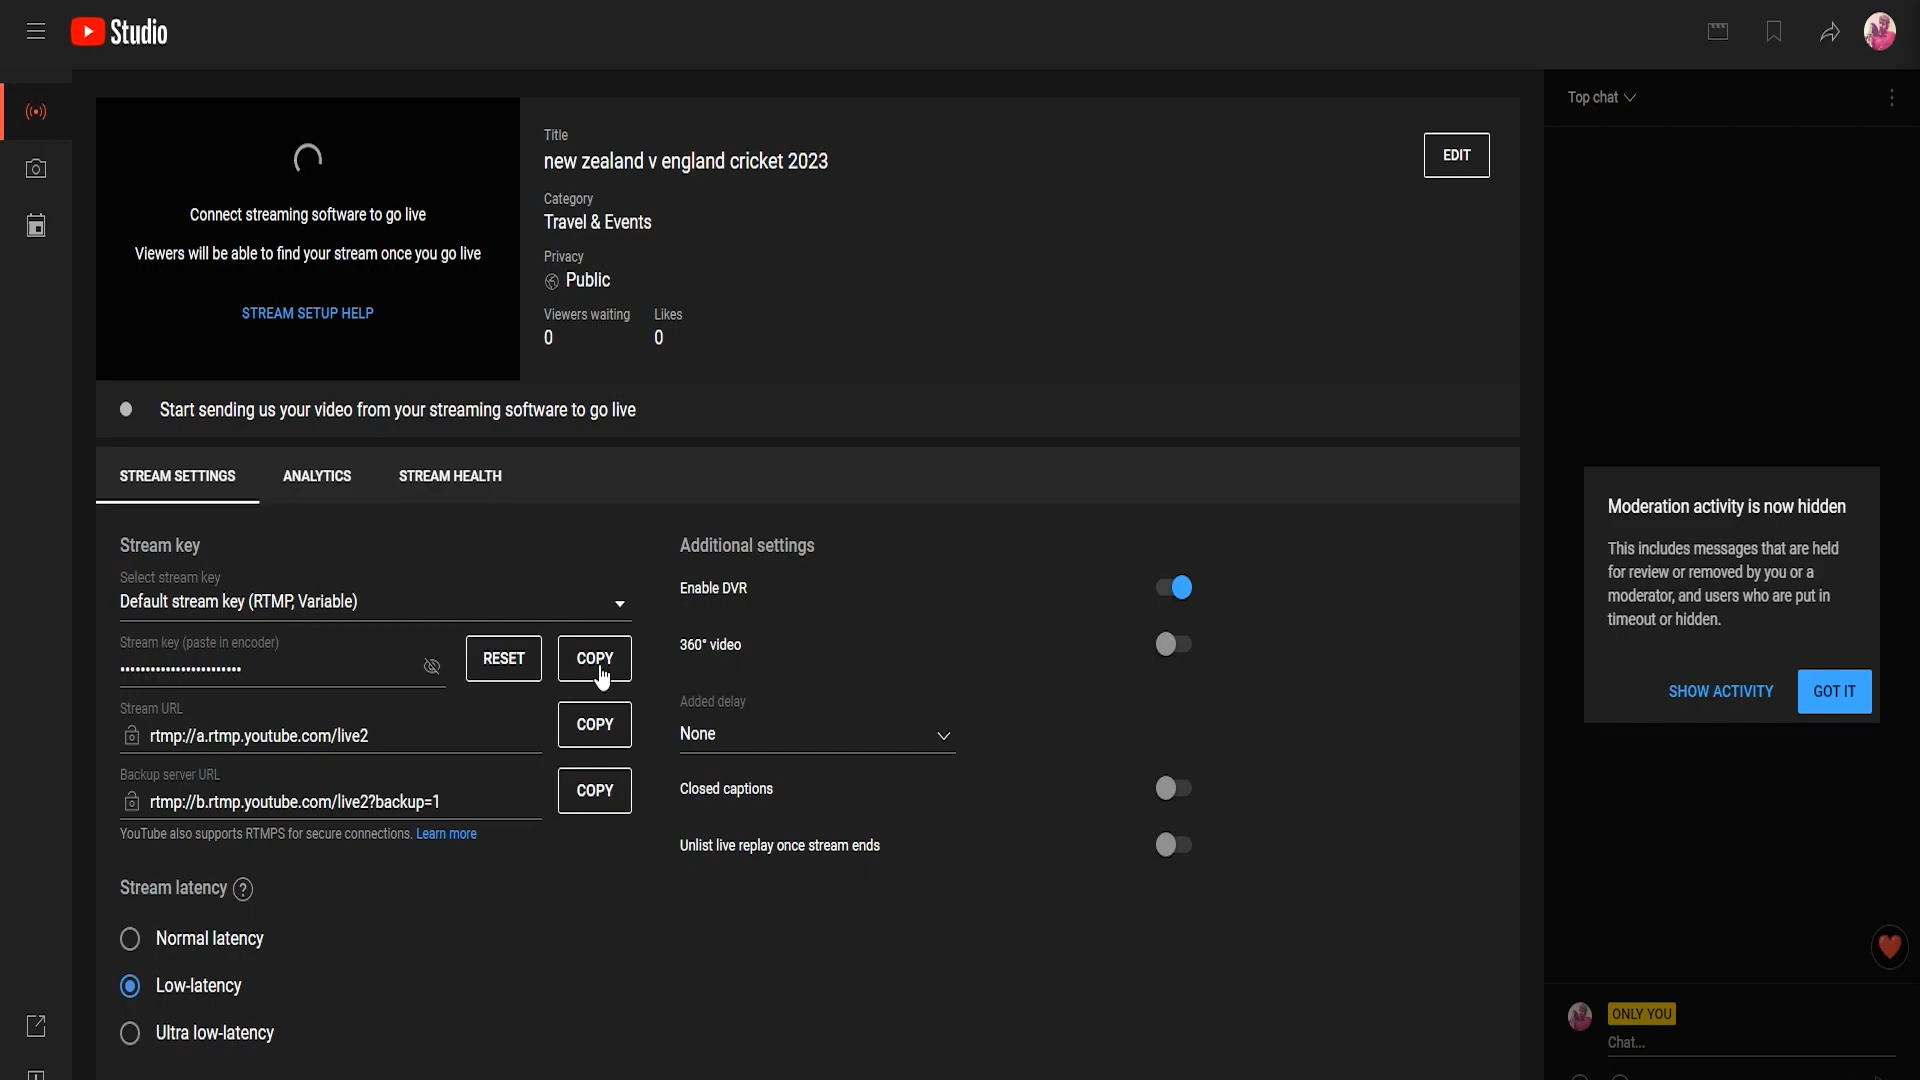 Studio
Top chat
Connect streaming software to go live
Viewers will be able to find your stream once you go live
STREAM SETUP HELP
Title
new zealand v england cricket 2023
EDIT
Category
Travel & Events
Privacy
Public
Viewers waiting Likes
0 0
Start sending us your video from your streaming software to go live
STREAM SETTINGS ANALYTICS STREAM HEALTH
Stream key
Select stream key
Default stream key (RTMP, Variable)
Stream key (paste in encoder)
•••••••••••••••••••••••• RESET COPY
Stream URL
rtmp://a.rtmp.youtube.com/live2 COPY
Backup server URL
rtmp://b.rtmp.youtube.com/live2?backup=1 COPY
YouTube also supports RTMPS for secure connections. Learn more
Stream latency ?
Normal latency
Low-latency
Ultra low-latency
Additional settings
Enable DVR
360° video
Added delay
None
Closed captions
Unlist live replay once stream ends
Moderation activity is now hidden
This includes messages that are held
for review or removed by you or a
moderator, and users who are put in
timeout or hidden.
SHOW ACTIVITY GOT IT
ONLY YOU
Chat...